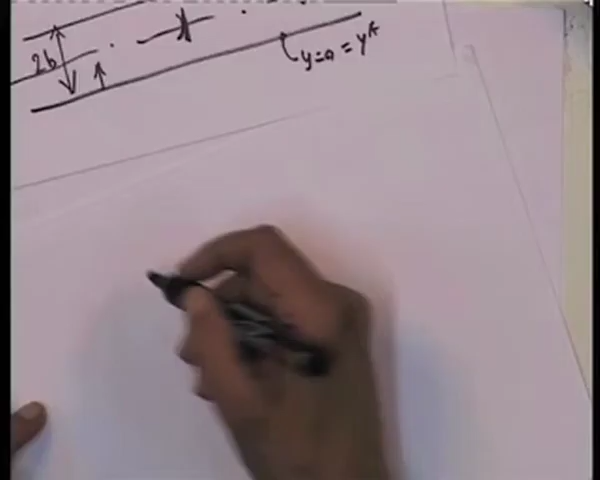 2b
y=0 = y*